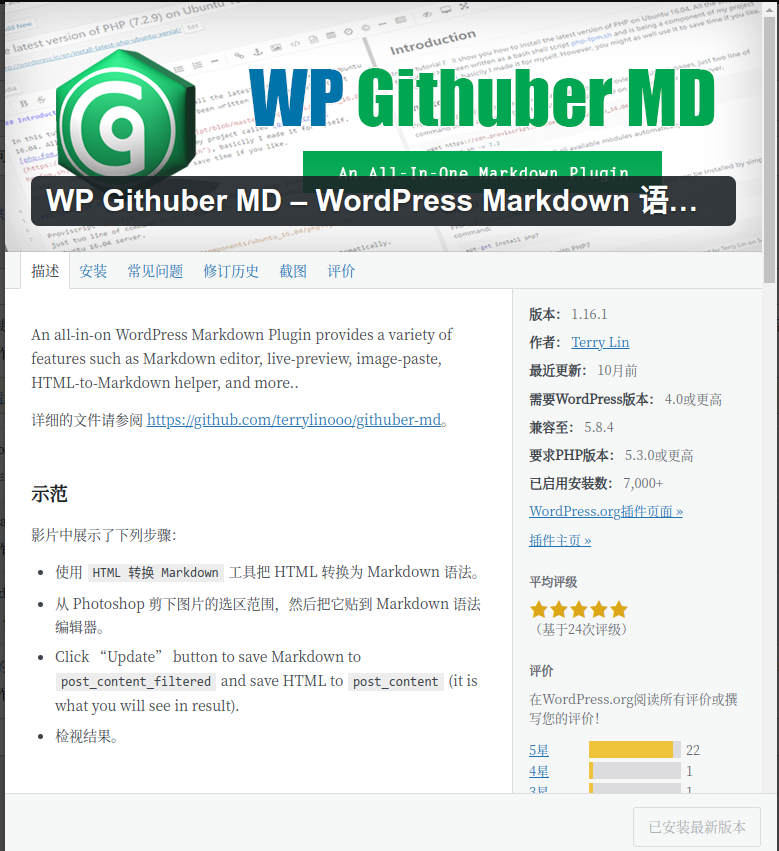 WP Githuber MD
An All-In-One Markdown Plugin
WP Githuber MD – WordPress Markdown 语…
描述 安装 常见问题 修订历史 截图 评价
An all-in-on WordPress Markdown Plugin provides a variety of
features such as Markdown editor, live-preview, image-paste,
HTML-to-Markdown helper, and more..
详细的文件请参阅 https://github.com/terrylinooo/githuber-md。
示范
影片中展示了下列步骤：
使用 HTML 转换 Markdown 工具把 HTML 转换为 Markdown 语法。
从 Photoshop 剪下图片的选区范围，然后把它贴到 Markdown 语法
编辑器。
Click “Update” button to save Markdown to
post_content_filtered and save HTML to post_content (it is
what you will see in result).
检视结果。
版本： 1.16.1
作者： Terry Lin
最近更新： 10月前
需要WordPress版本： 4.0或更高
兼容至： 5.8.4
要求PHP版本： 5.3.0或更高
已启用安装数： 7,000+
WordPress.org插件页面 »
插件主页 »
平均评级
（基于24次评级）
评价
在WordPress.org阅读所有评价或撰
写您的评价！
5星 22
4星 1
3星 1
已安装最新版本